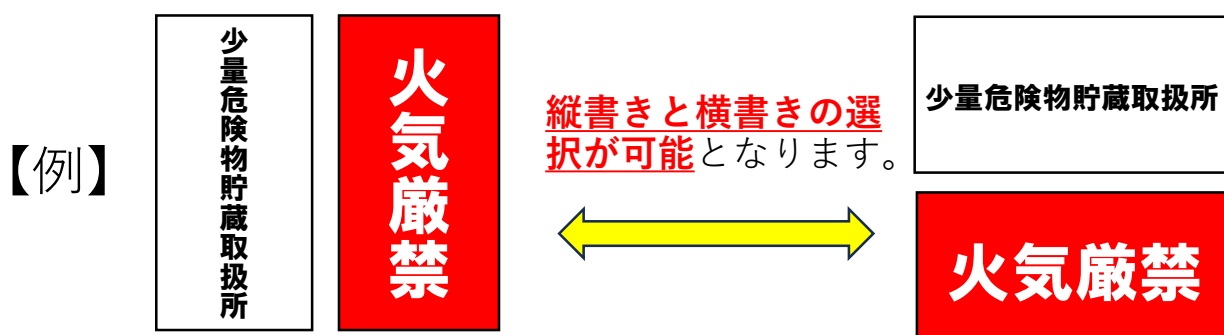 【例】
少量危険物貯蔵取扱所
火気厳禁
縦書きと横書きの選
択が可能となります。
少量危険物貯蔵取扱所
火気厳禁